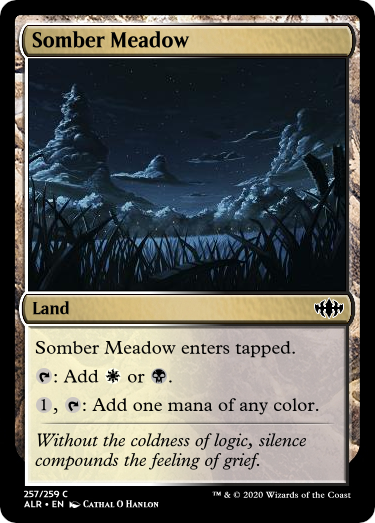 Somber Meadow
Land
Somber Meadow enters tapped.
: Add or .
1, : Add one mana of any color.
Without the coldness of logic, silence
compounds the feeling of grief.
257/259 C
ALR • EN Cathal O Hanlon
™ & © 2020 Wizards of the Coast